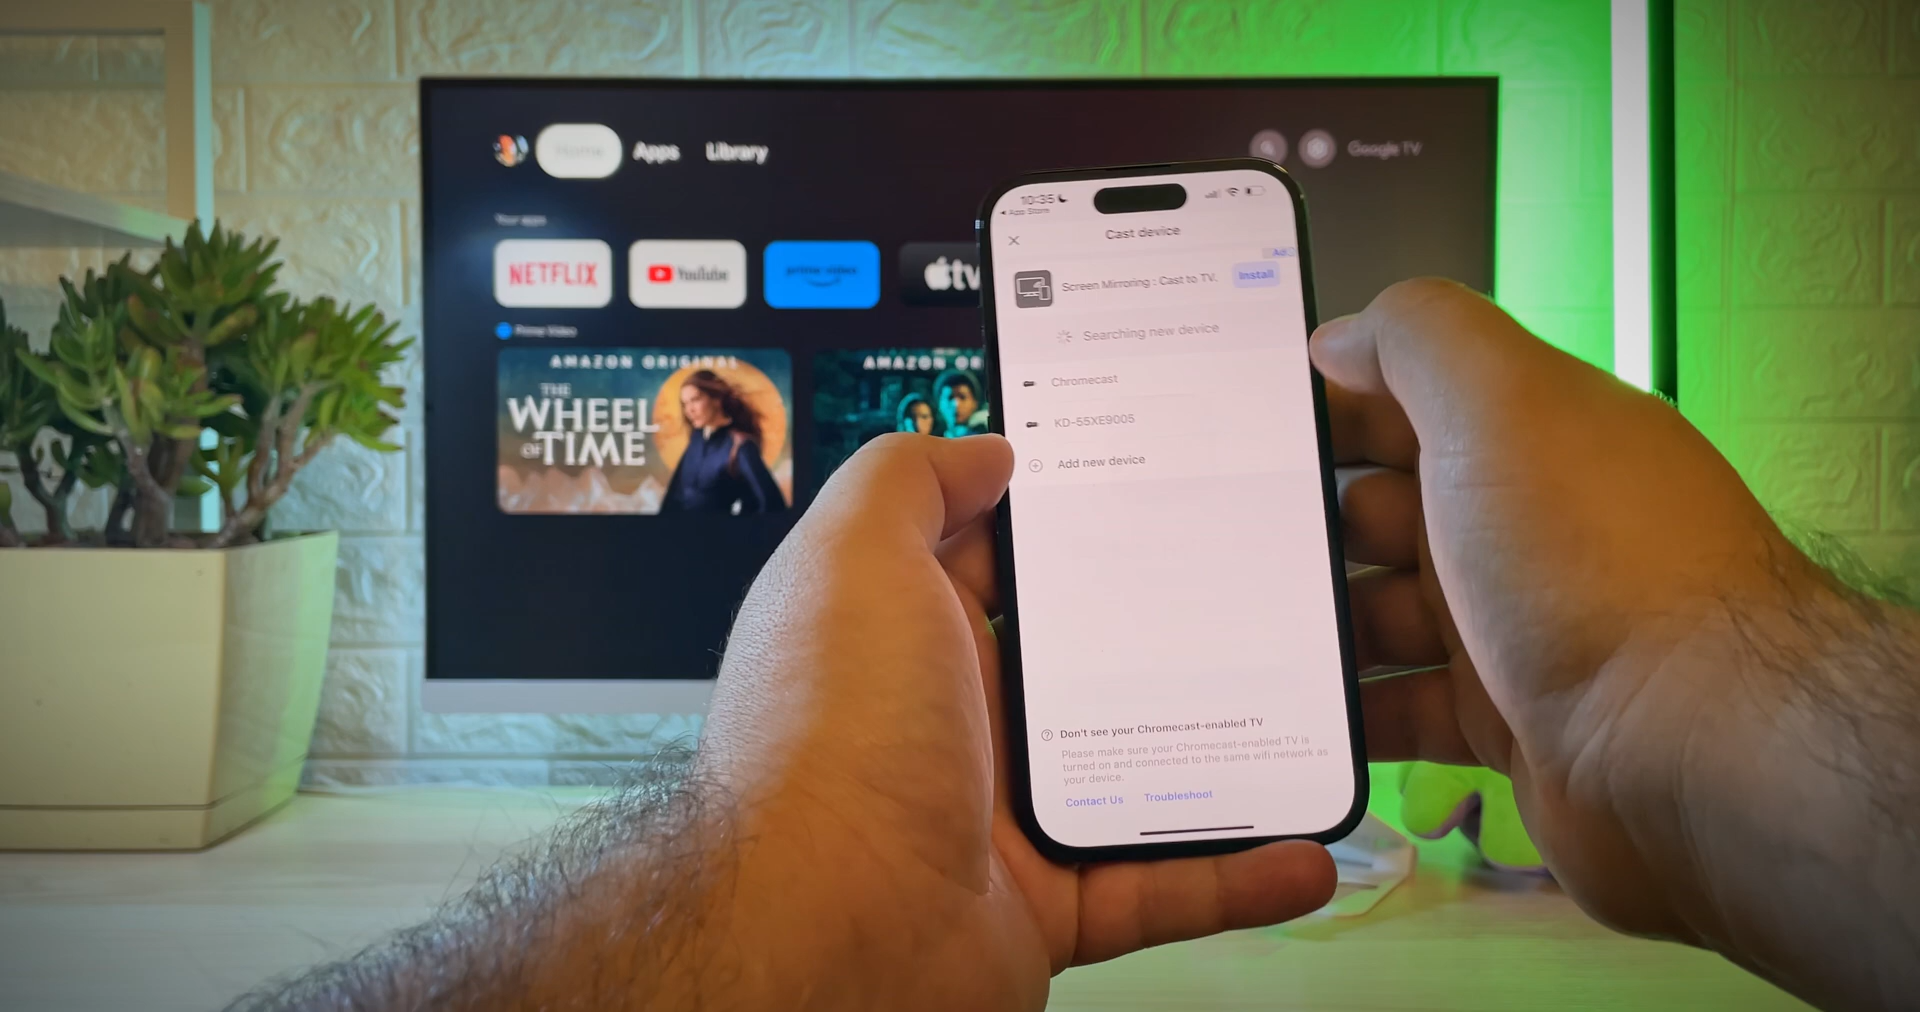 Home Apps Library
Google TV
Your apps
NETFLIX
YouTube
prime video
tv
Prime Video
AMAZON ORIGINAL
THE
WHEEL
OF TIME
AMAZON OR
10:35
App Store
Cast device
Ad
Screen Mirroring : Cast to TV.
Install
Searching new device
Chromecast
KD-55XE9005
Add new device
Don't see your Chromecast-enabled TV
Please make sure your Chromecast-enabled TV is
turned on and connected to the same wifi network as
your device.
Contact Us Troubleshoot